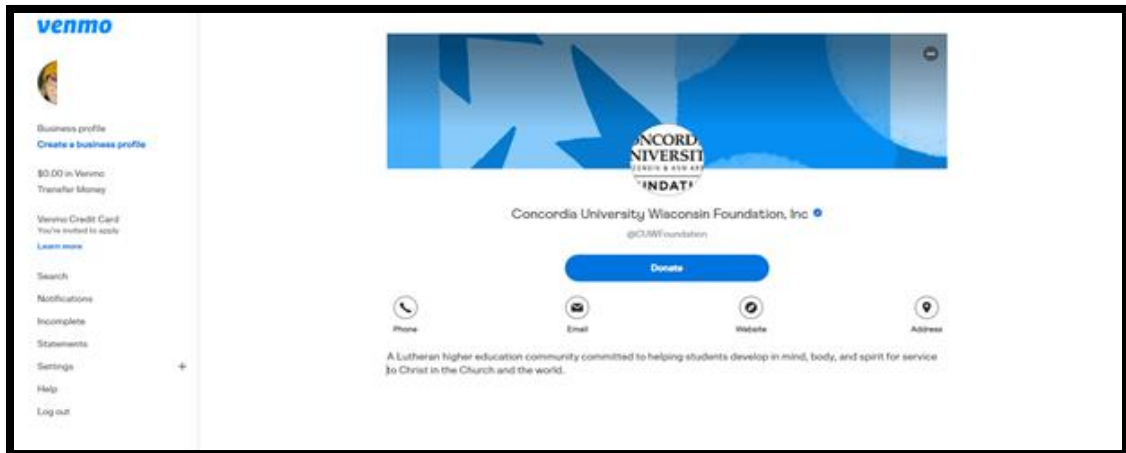 venmo
Business profile
Create a business profile
$0.00 in Venmo
Transfer Money
Venmo Credit Card
You're invited to apply
Learn more
Search
Notifications
Incomplete
Statements
Settings +
Help
Log out
NCORD
NIVERSIT
UNDATI
Concordia University Wisconsin Foundation, Inc
@CUWFoundation
Donate
Phone
Email
Website
Address
A Lutheran higher education community committed to helping students develop in mind, body, and spirit for service
to Christ in the Church and the world.